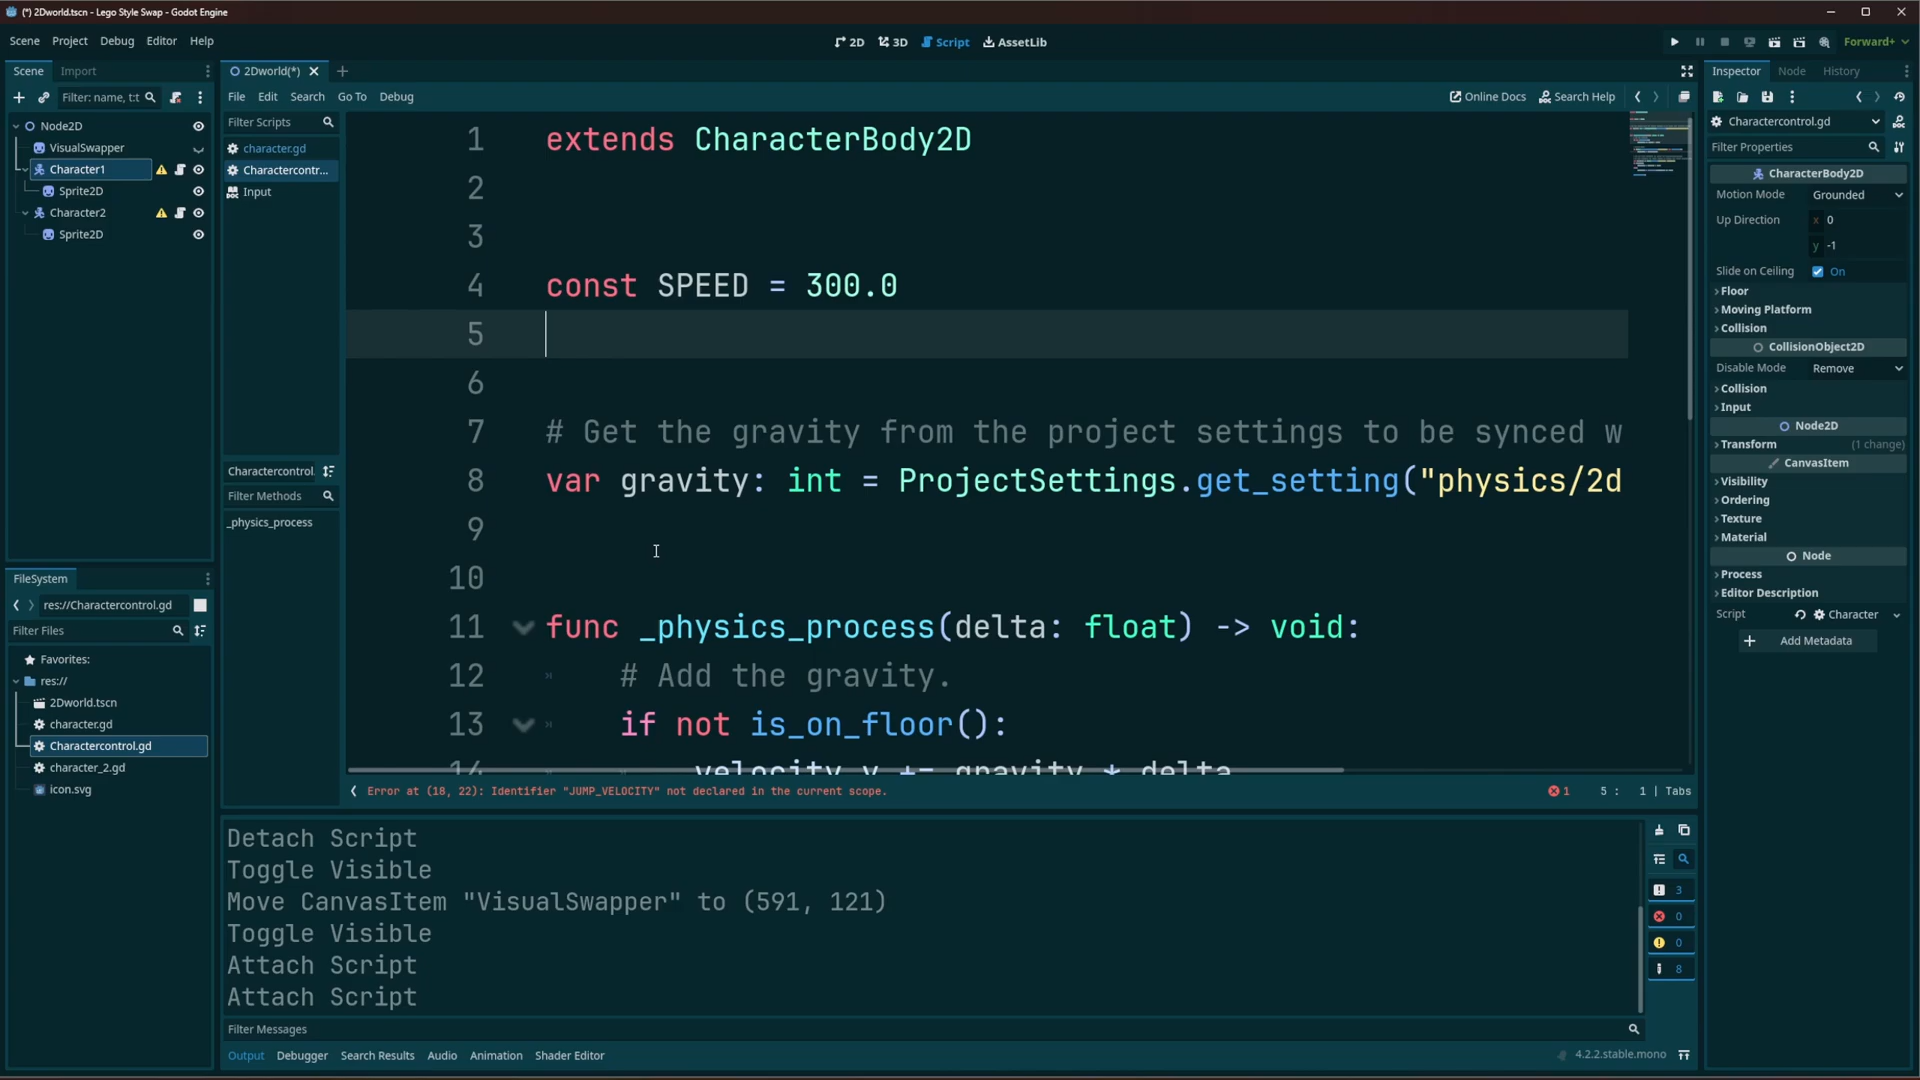 (*) 2Dworld.tscn - Lego Style Swap - Godot Engine
Scene Project Debug Editor Help
2D 3D Script AssetLib
Forward+
Scene Import
Filter: name, t:t
Node2D
VisualSwapper
Character1
Sprite2D
Character2
Sprite2D
FileSystem
res://Charactercontrol.gd
Filter Files
Favorites:
res://
2Dworld.tscn
character.gd
Charactercontrol.gd
character_2.gd
icon.svg
2Dworld(*)
File Edit Search Go To Debug
Online Docs Search Help
Filter Scripts
character.gd
Charactercontr...
Input
Charactercontrol.
Filter Methods
_physics_process
1 extends CharacterBody2D
2
3
4 const SPEED = 300.0
5
6
7 # Get the gravity from the project settings to be synced w
8 var gravity: int = ProjectSettings.get_setting("physics/2d
9
10
11 func _physics_process(delta: float) -> void:
12 # Add the gravity.
13 if not is_on_floor():
14 velocity.y += gravity * delta
Error at (18, 22): Identifier "JUMP_VELOCITY" not declared in the current scope.
1 5 : 1 | Tabs
Detach Script
Toggle Visible
Move CanvasItem "VisualSwapper" to (591, 121)
Toggle Visible
Attach Script
Attach Script
3
0
0
8
Filter Messages
Output Debugger Search Results Audio Animation Shader Editor
4.2.2.stable.mono
Inspector Node History
Charactercontrol.gd
Filter Properties
CharacterBody2D
Motion Mode Grounded
Up Direction x 0
y -1
Slide on Ceiling On
Floor
Moving Platform
Collision
CollisionObject2D
Disable Mode Remove
Collision
Input
Node2D
Transform (1 change)
CanvasItem
Visibility
Ordering
Texture
Material
Node
Process
Editor Description
Script Character
Add Metadata